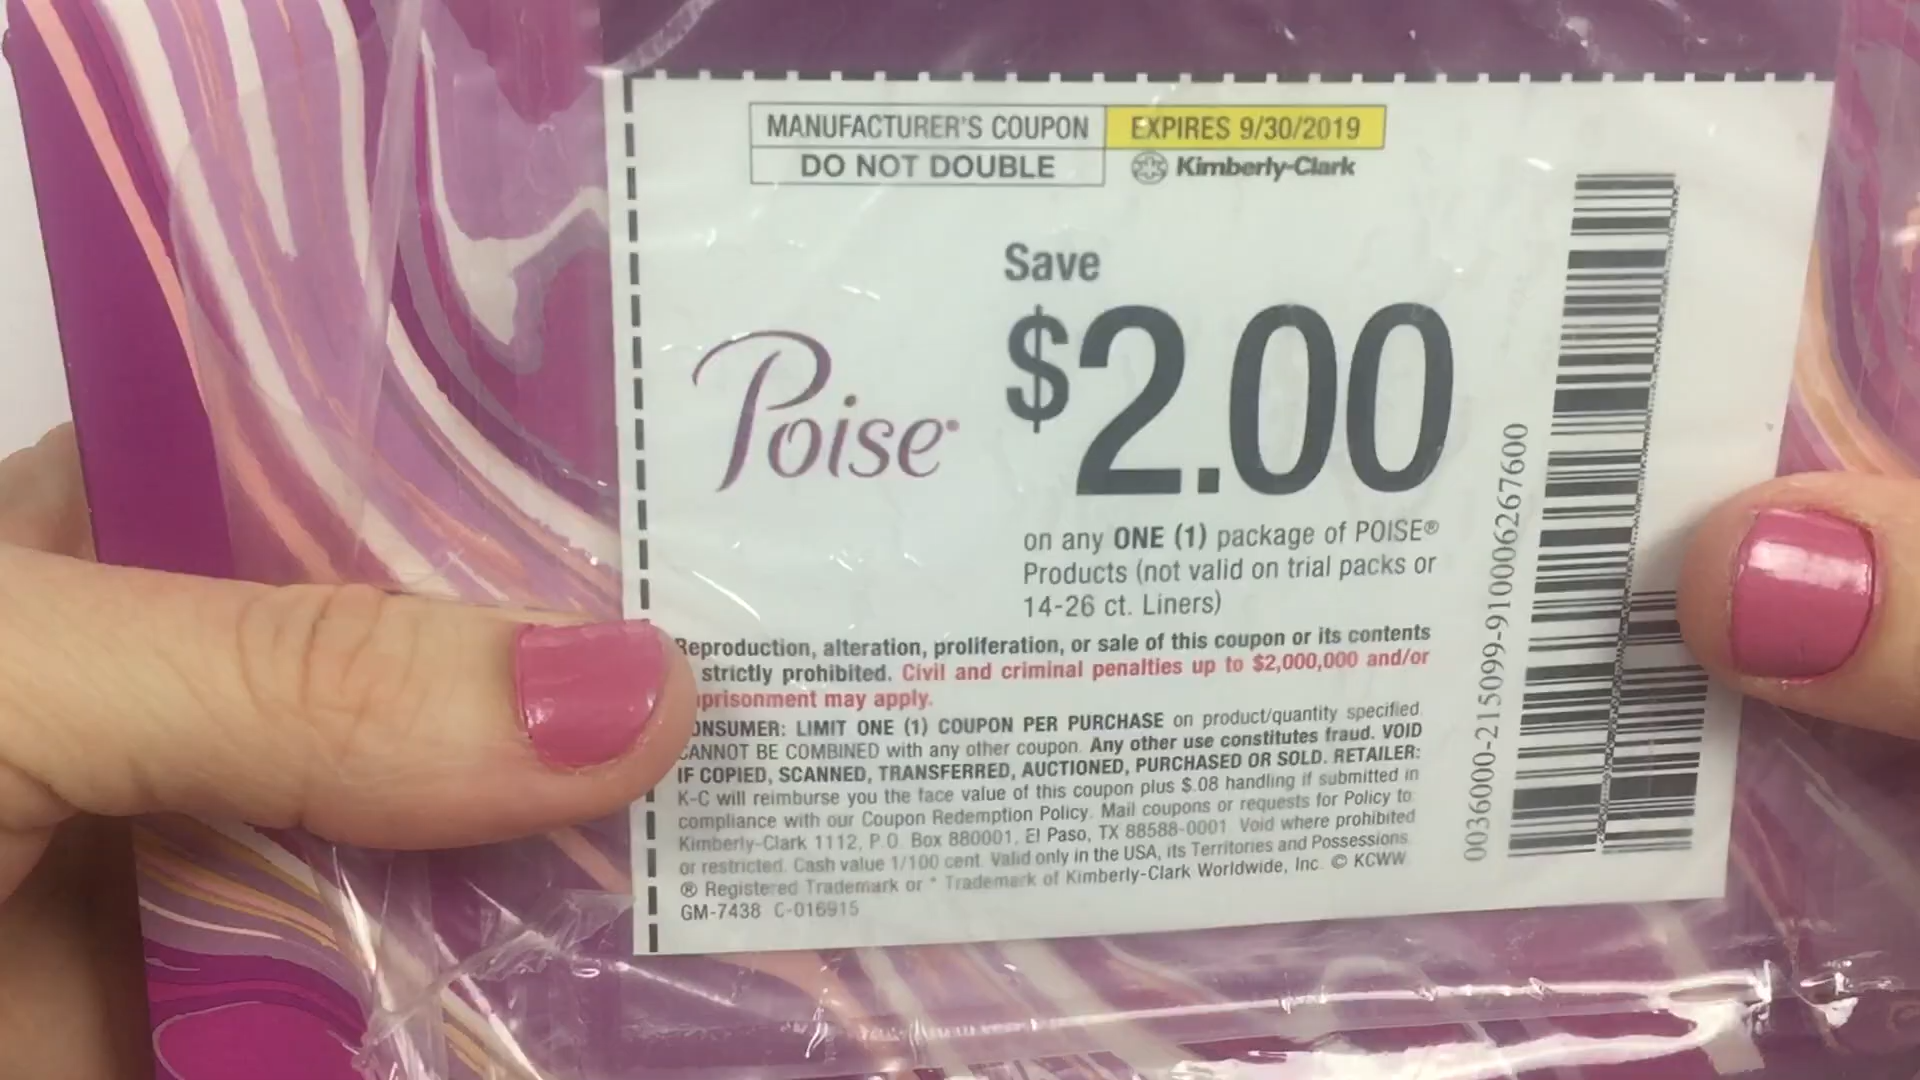 MANUFACTURER'S COUPON
EXPIRES 9/30/2019
DO NOT DOUBLE
Kimberly-Clark
Save
$2.00
Poise®
on any ONE (1) package of POISE®
Products (not valid on trial packs or
14-26 ct. Liners)
Reproduction, alteration, proliferation, or sale of this coupon or its contents
strictly prohibited. Civil and criminal penalties up to $2,000,000 and/or
prisonment may apply.
ONSUMER: LIMIT ONE (1) COUPON PER PURCHASE on product/quantity specified.
CANNOT BE COMBINED with any other coupon. Any other use constitutes fraud. VOID
IF COPIED, SCANNED, TRANSFERRED, AUCTIONED, PURCHASED OR SOLD. RETAILER:
K-C will reimburse you the face value of this coupon plus $.08 handling if submitted in
compliance with our Coupon Redemption Policy. Mail coupons or requests for Policy to:
Kimberly-Clark 1112, P.O. Box 880001, El Paso, TX 88588-0001. Void where prohibited
or restricted. Cash value 1/100 cent. Valid only in the USA, its Territories and Possessions.
® Registered Trademark or * Trademark of Kimberly-Clark Worldwide, Inc. © KCWW
GM-7438 C-016915
0036000-215099-9100062676​00